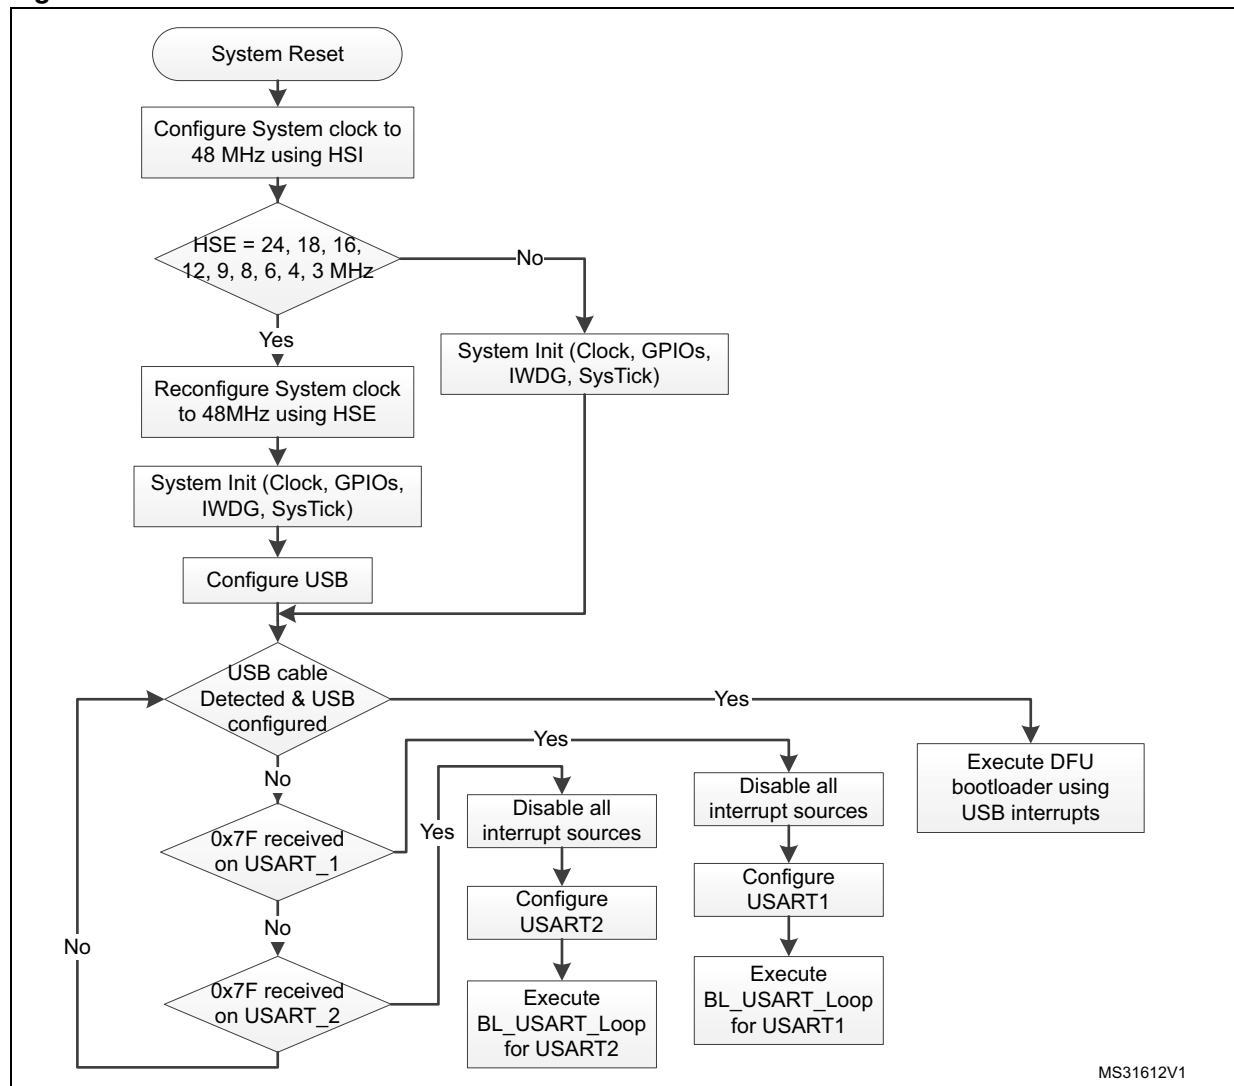 System Reset
Configure System clock to
48 MHz using HSI
HSE = 24, 18, 16,
12, 9, 8, 6, 4, 3 MHz
No
Yes
System Init (Clock, GPIOs,
IWDG, SysTick)
Reconfigure System clock
to 48MHz using HSE
System Init (Clock, GPIOs,
IWDG, SysTick)
Configure USB
USB cable
Detected & USB
configured
Yes
Execute DFU
bootloader using
USB interrupts
No
0x7F received
on USART_1
Yes
Disable all
interrupt sources
Configure
USART1
Execute
BL_USART_Loop
for USART1
No
0x7F received
on USART_2
Yes
Disable all
interrupt sources
Configure
USART2
Execute
BL_USART_Loop
for USART2
No
MS31612V1